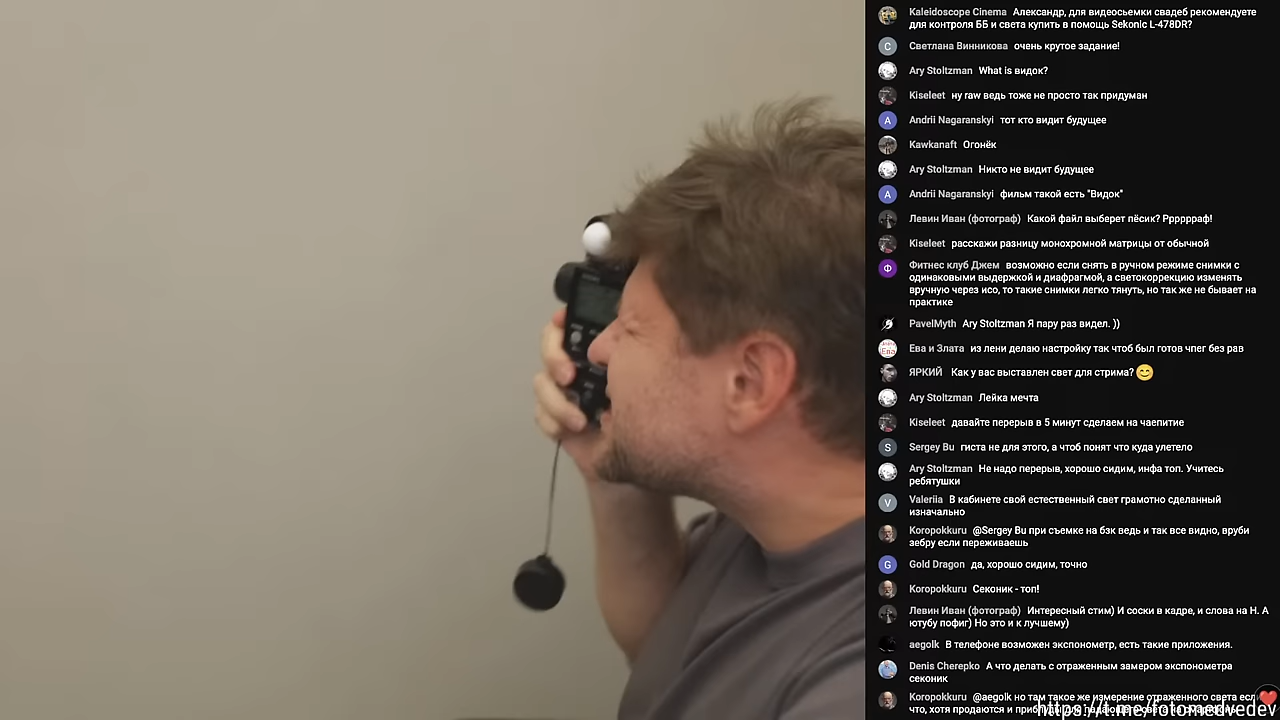 Kaleidoscope Cinema Александр, для видеосьемки свадеб рекомендуете
для контроля ББ и света купить в помощь Sekonic L-478DR?
С Светлана Винникова очень крутое задание!
Ary Stoltzman What is видок?
Kiseleet ну raw ведь тоже не просто так придуман
A Andrii Nagaranskyi тот кто видит будущее
Kawkanaft Огонёк
Ary Stoltzman Никто не видит будущее
A Andrii Nagaranskyi фильм такой есть "Видок"
Левин Иван (фотограф) Какой файл выберет пёсик? Рррррраф!
Kiseleet расскажи разницу монохромной матрицы от обычной
Ф Фитнес клуб Джем возможно если снять в ручном режиме снимки с
одинаковыми выдержкой и диафрагмой, а светокоррекцию изменять
вручную через исо, то такие снимки легко тянуть, но так же не бывает на
практике
PavelMyth Ary Stoltzman Я пару раз видел. ))
Ева и Злата из лени делаю настройку так чтоб был готов чпег без рав
ЯРКИЙ Как у вас выставлен свет для стрима?
Ary Stoltzman Лейка мечта
Kiseleet давайте перерыв в 5 минут сделаем на чаепитие
S Sergey Bu гиста не для этого, а чтоб понят что куда улетело
Ary Stoltzman Не надо перерыв, хорошо сидим, инфа топ. Учитесь
ребятушки
V Valeriia В кабинете свой естественный свет грамотно сделанный
изначально
Koropokkuru @Sergey Bu при съемке на бзк ведь и так все видно, вруби
зебру если переживаешь
G Gold Dragon да, хорошо сидим, точно
Koropokkuru Секоник - топ!
Левин Иван (фотограф) Интересный стим) И соски в кадре, и слова на Н. А
ютубу пофиг) Но это и к лучшему)
aegolk В телефоне возможен экспонометр, есть такие приложения.
Denis Cherepko А что делать с отраженным замером экспонометра
секоник
Koropokkuru @aegolk но там такое же измерение отраженного света если
что, хотя продаются и
https://t.me/fotomedvedev